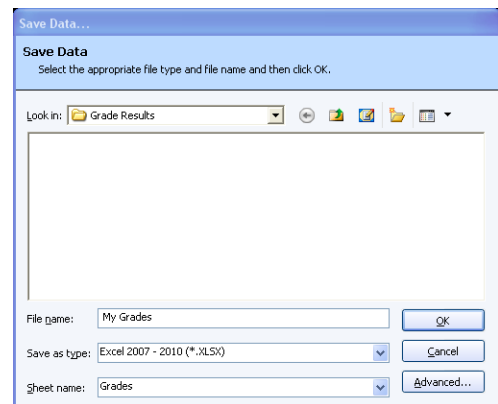 Save Data...
Save Data
Select the appropriate file type and file name and then click OK.
Look in: Grade Results
File name: My Grades OK
Save as type: Excel 2007 - 2010 (*.XLSX) Cancel
Sheet name: Grades Advanced...